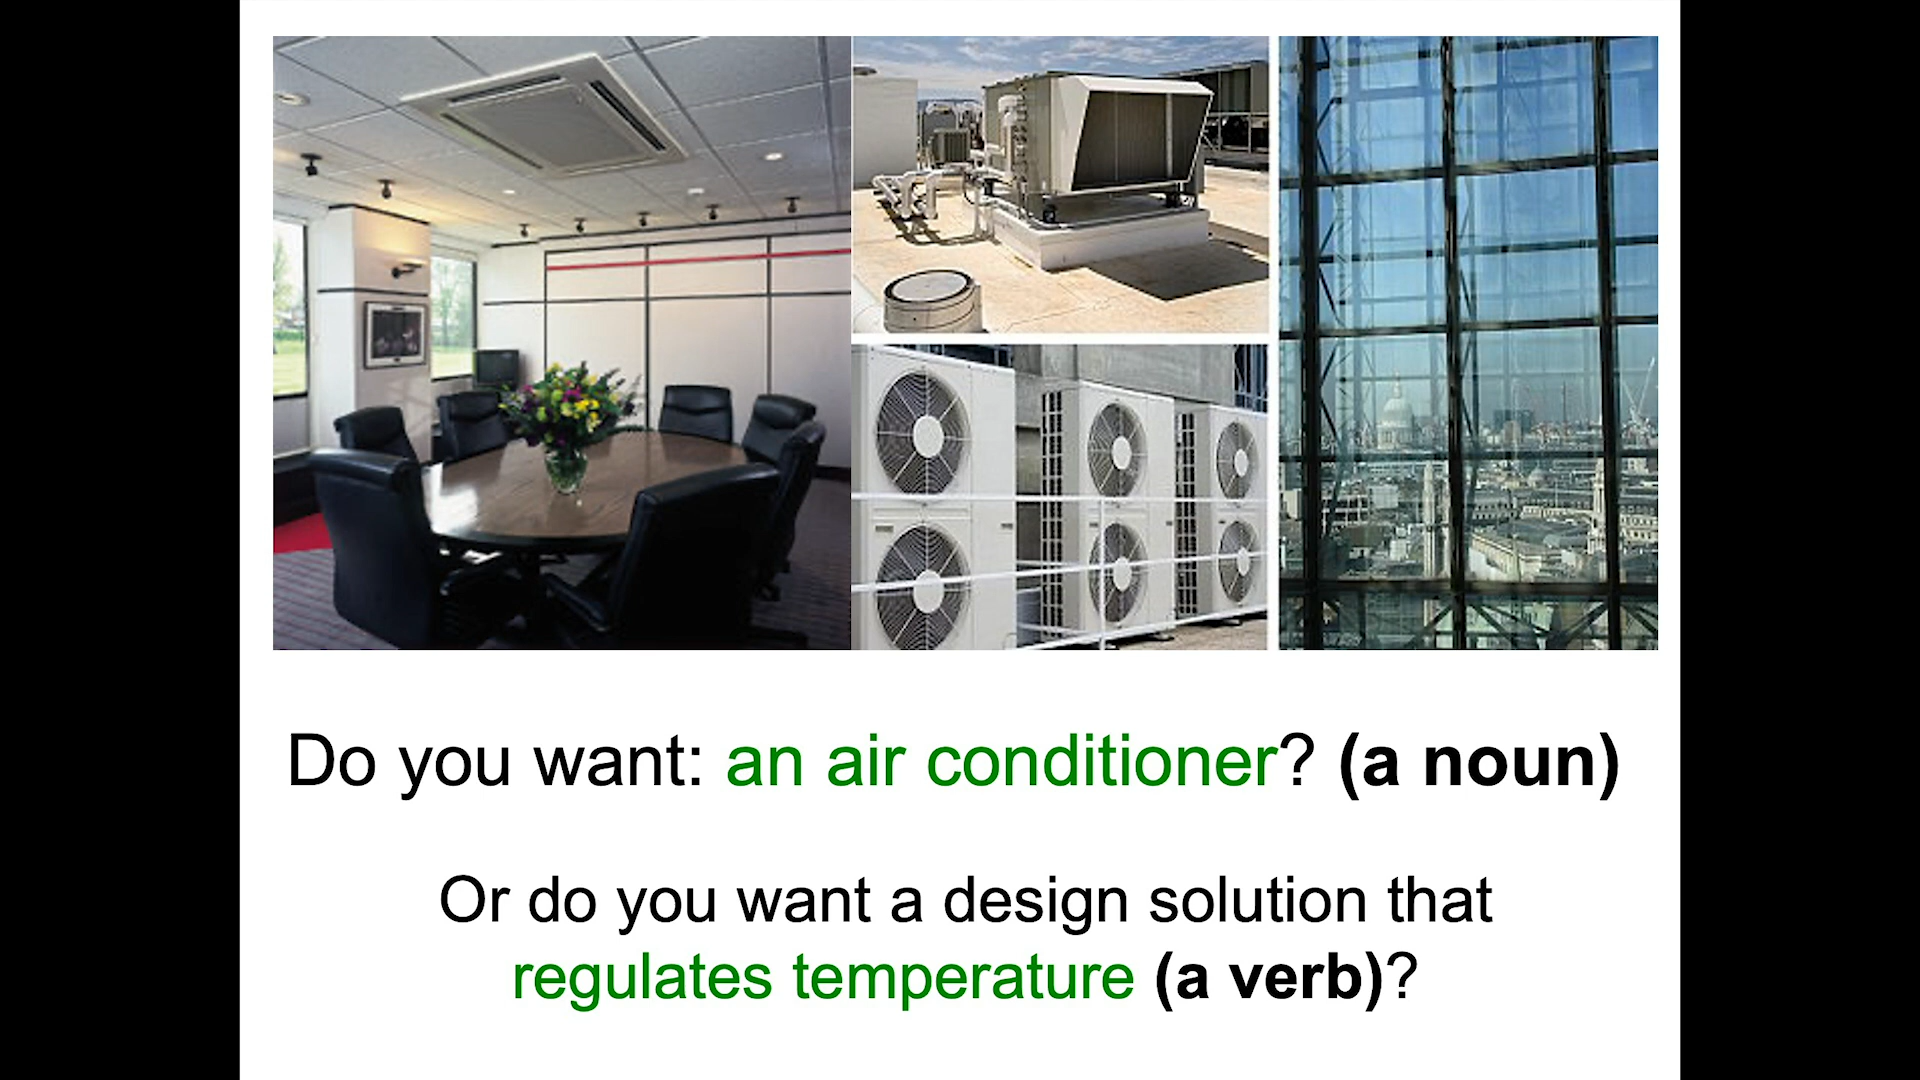 Do you want: an air conditioner? (a noun)
Or do you want a design solution that
regulates temperature (a verb)?